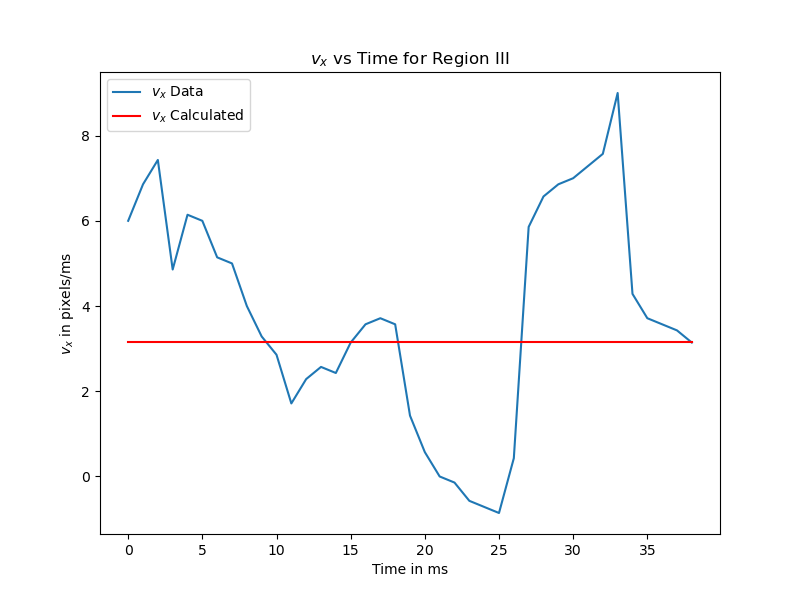 $v_x$ vs Time for Region III
$v_x$ Data
$v_x$ Calculated
8
6
4
2
0
$v_x$ in pixels/ms
0 5 10 15 20 25 30 35
Time in ms